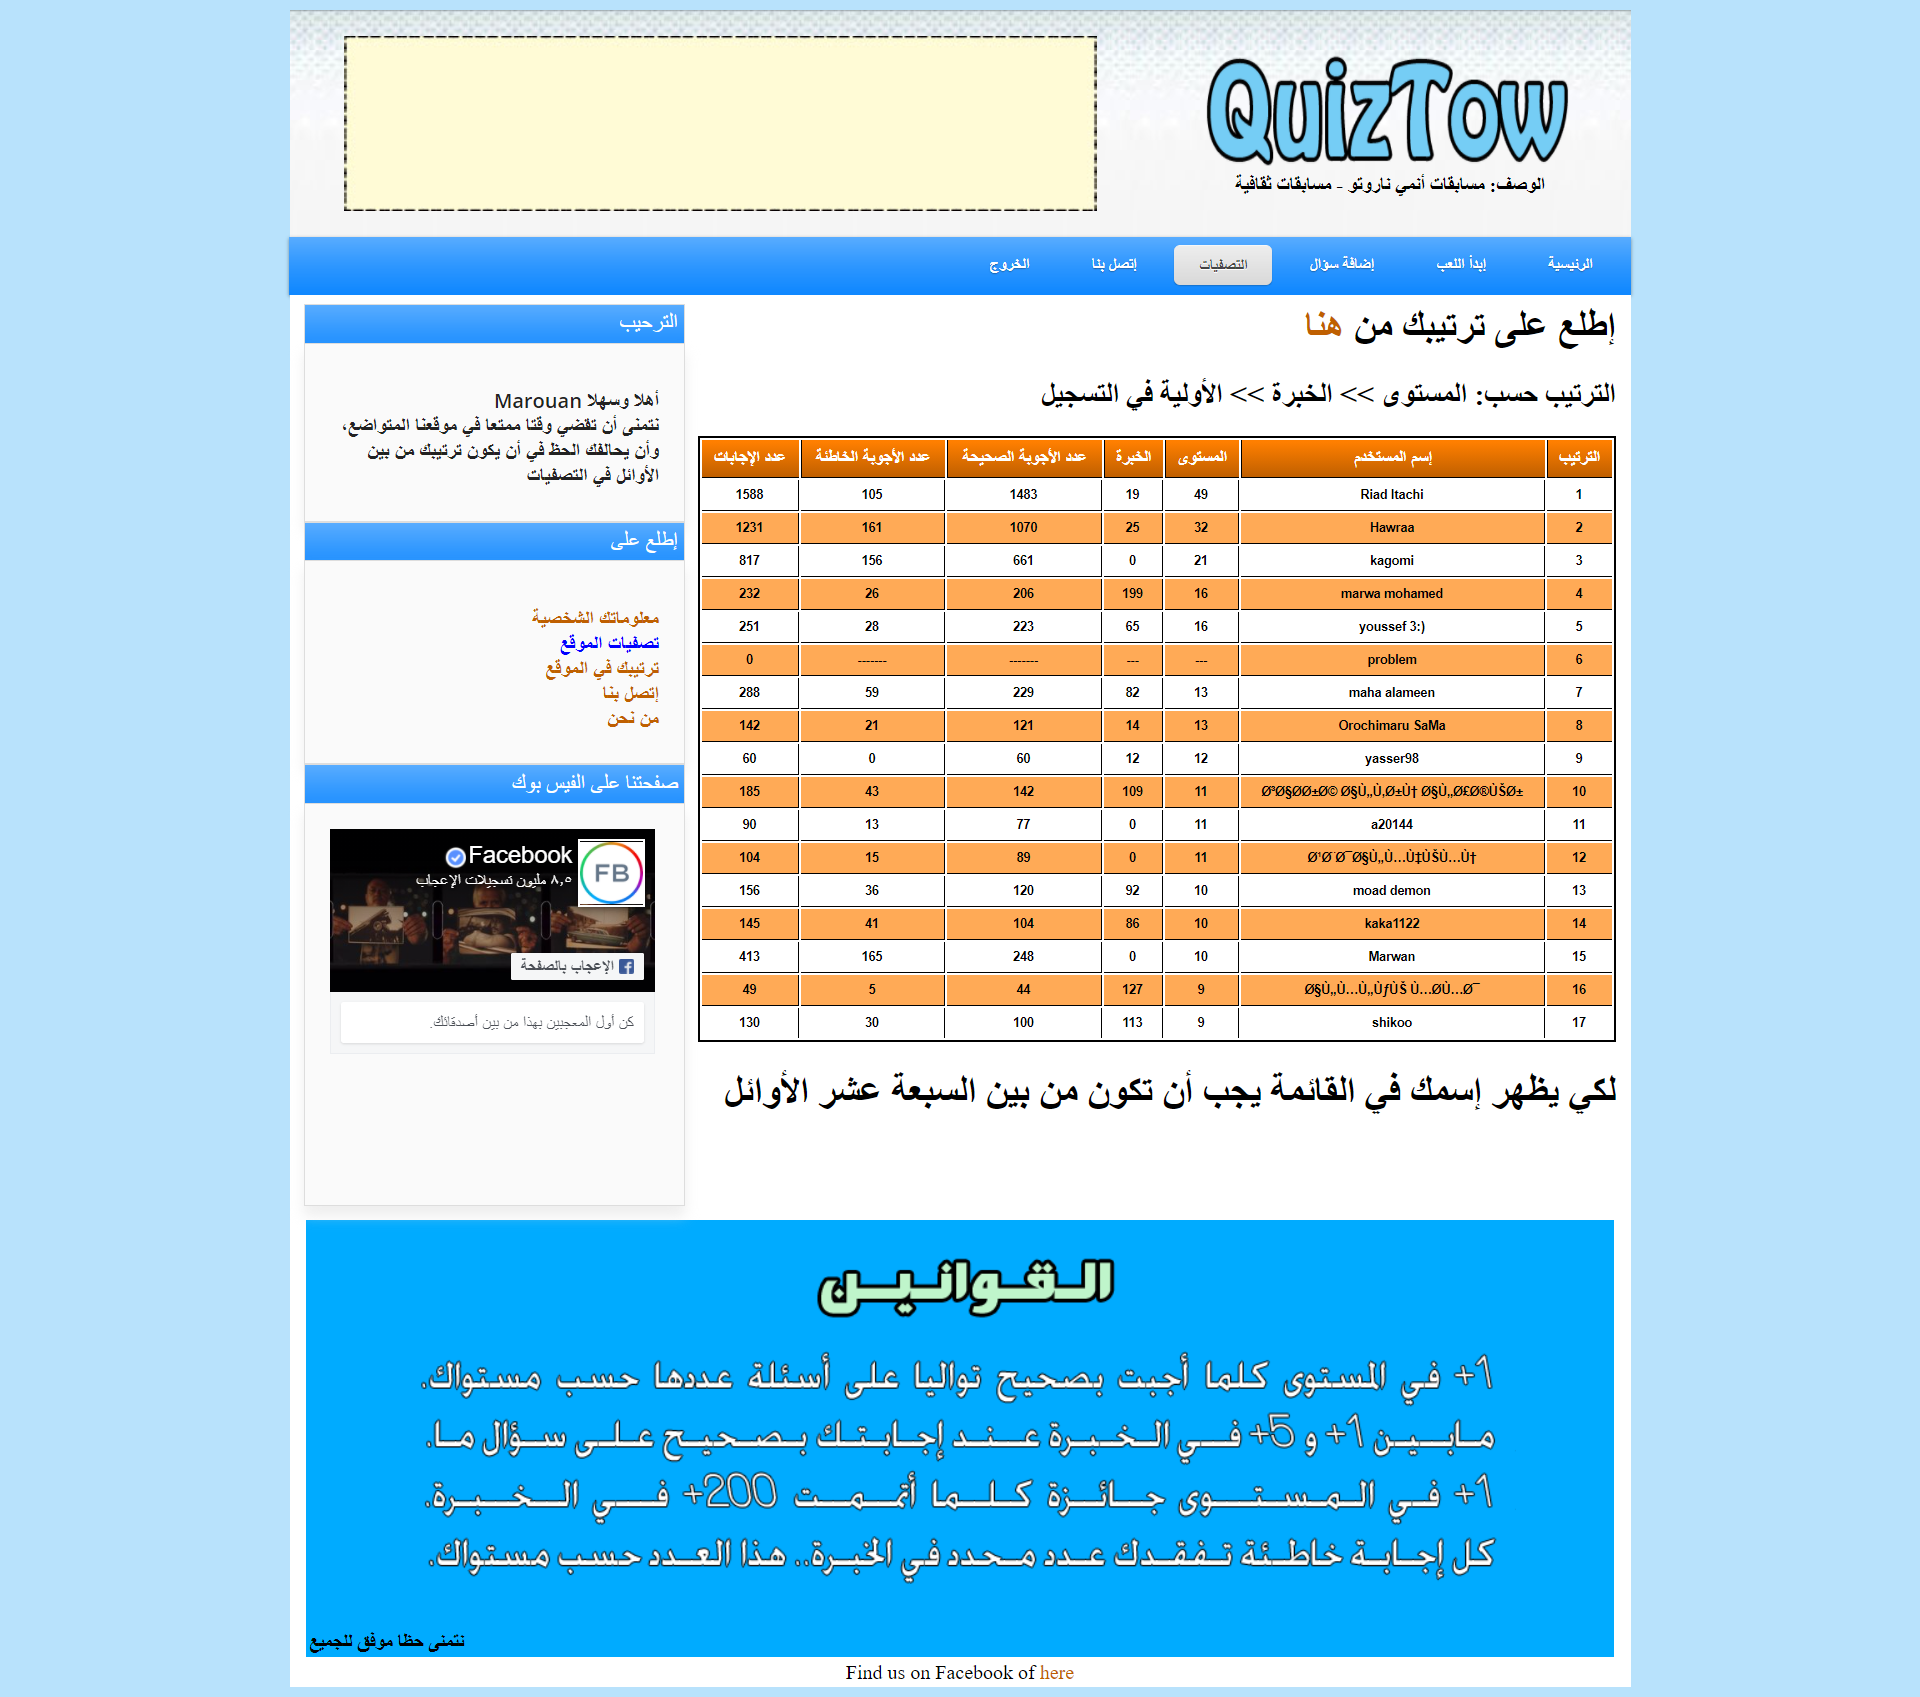 QuizTow
الوصف: مسابقات أنمي ناروتو - مسابقات ثقافية
الرئيسية إبدأ اللعب إضافة سؤال التصفيات إتصل بنا الخروج
إطلع على ترتيبك من هنا
الترتيب حسب: المستوى >> الخبرة >> الأولية في التسجيل
الترتيب إسم المستخدم المستوى الخبرة عدد الأجوبة الصحيحة عدد الأجوبة الخاطئة عدد الإجابات
1 Riad Itachi 49 19 1483 105 1588
2 Hawraa 32 25 1070 161 1231
3 kagomi 21 0 661 156 817
4 marwa mohamed 16 199 206 26 232
5 youssef 3:) 16 65 223 28 251
6 problem --- --- ------- ------- 0
7 maha alameen 13 82 229 59 288
8 Orochimaru SaMa 13 14 121 21 142
9 yasser98 12 12 60 0 60
10 11 109 142 43 185
11 a20144 11 0 77 13 90
12 11 0 89 15 104
13 moad demon 10 92 120 36 156
14 kaka1122 10 86 104 41 145
15 Marwan 10 0 248 165 413
16 9 127 44 5 49
17 shikoo 9 113 100 30 130
لكي يظهر إسمك في القائمة يجب أن تكون من بين السبعة عشر الأوائل
الترحيب
أهلا وسهلا Marouan
نتمنى أن تقضي وقتا ممتعا في موقعنا المتواضع،
وأن يحالفك الحظ في أن يكون ترتيبك من بين
الأوائل في التصفيات
إطلع على
معلوماتك الشخصية
تصفيات الموقع
ترتيبك في الموقع
إتصل بنا
من نحن
صفحتنا على الفيس بوك
FB
Facebook
٨,٥ مليون تسجيلات الإعجاب
الإعجاب بالصفحة
كن أول المعجبين بهذا من بين أصدقائك.
القوانين
+1 في المستوى كلما أجبت بصحيح تواليا على أسئلة عددها حسب مستواك.
مابين +1 و +5 في الخبرة عند إجابتك بصحيح على سؤال ما.
+1 في المستوى جائزة كلما أتممت +200 في الخبرة.
كل إجابة خاطئة تفقدك عدد محدد في الخبرة.. هذا العدد حسب مستواك.
نتمنى حظا موفق للجميع
Find us on Facebook of here